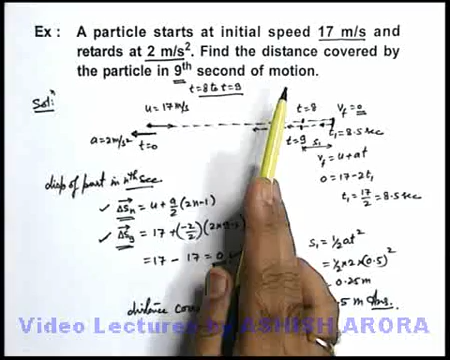 Ex : A particle starts at initial speed 17 m/s and
retards at 2 m/s². Find the distance covered by
the particle in 9th second of motion.
t=8 to t=9
Sol:
u = 17 m/s
t=8
Vf = 0
a=2m/s²
t=0
t=9
S₁
t₁=8.5 sec
Vf = u+at
0 = 17-2t₁
t₁ = 17/2 = 8.5 sec
disp of part in nth sec
✓ ΔSn = u + a/2 (2n-1)
✓ ΔS9 = 17 + (-2/2)(2×9-1)
= 17 - 17 = 0
S₁ = ½at²
= ½×2×(0.5)²
0.25 m
distance
5 m Ans.
Video Lectures by ASHISH ARORA